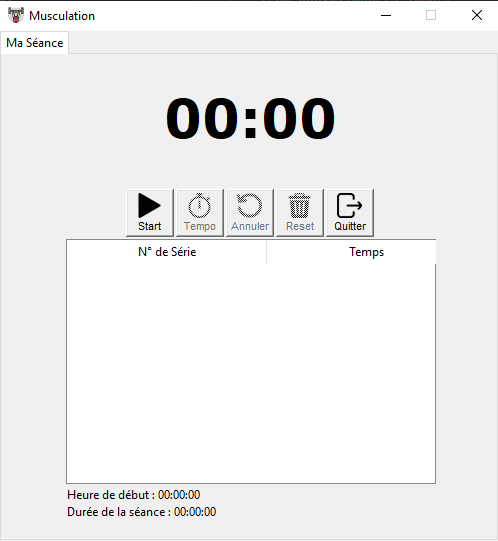 Musculation
Ma Séance
00:00
Start Tempo Annuler Reset Quitter
N° de Série Temps
Heure de début : 00:00:00
Durée de la séance : 00:00:00